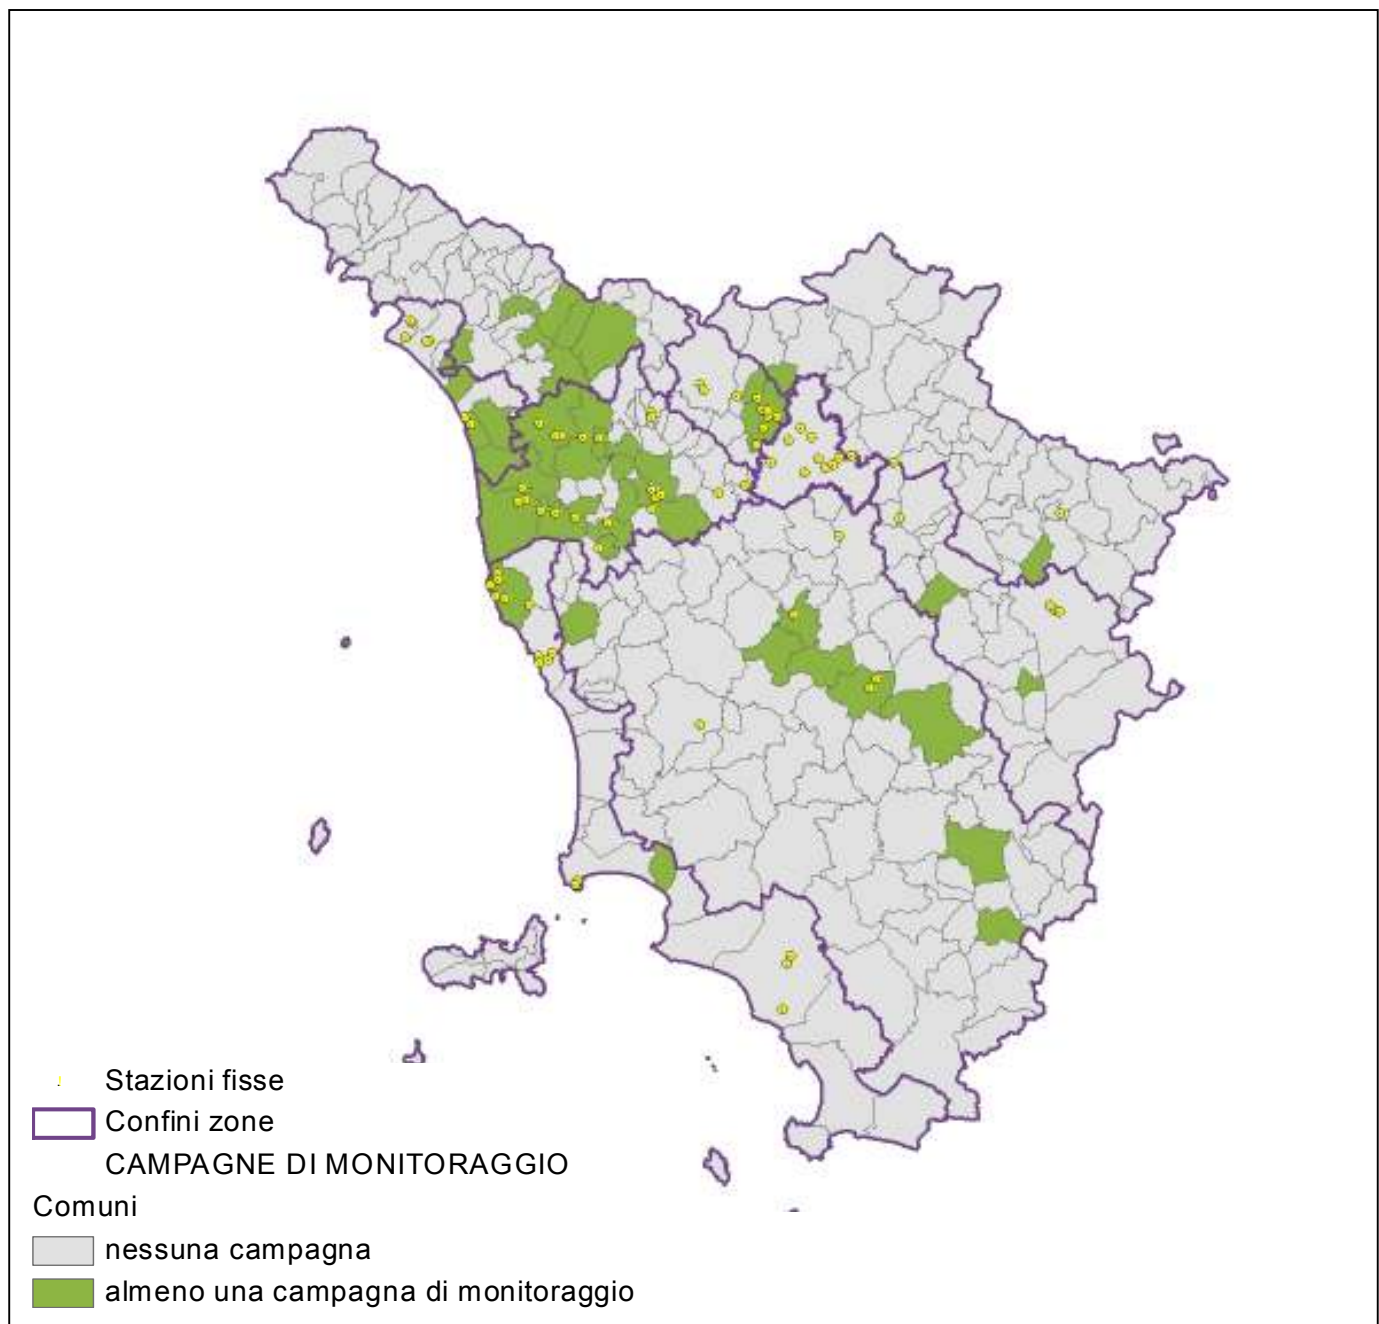 Stazioni fisse
Confini zone
CAMPAGNE DI MONITORAGGIO
Comuni
nessuna campagna
almeno una campagna di monitoraggio